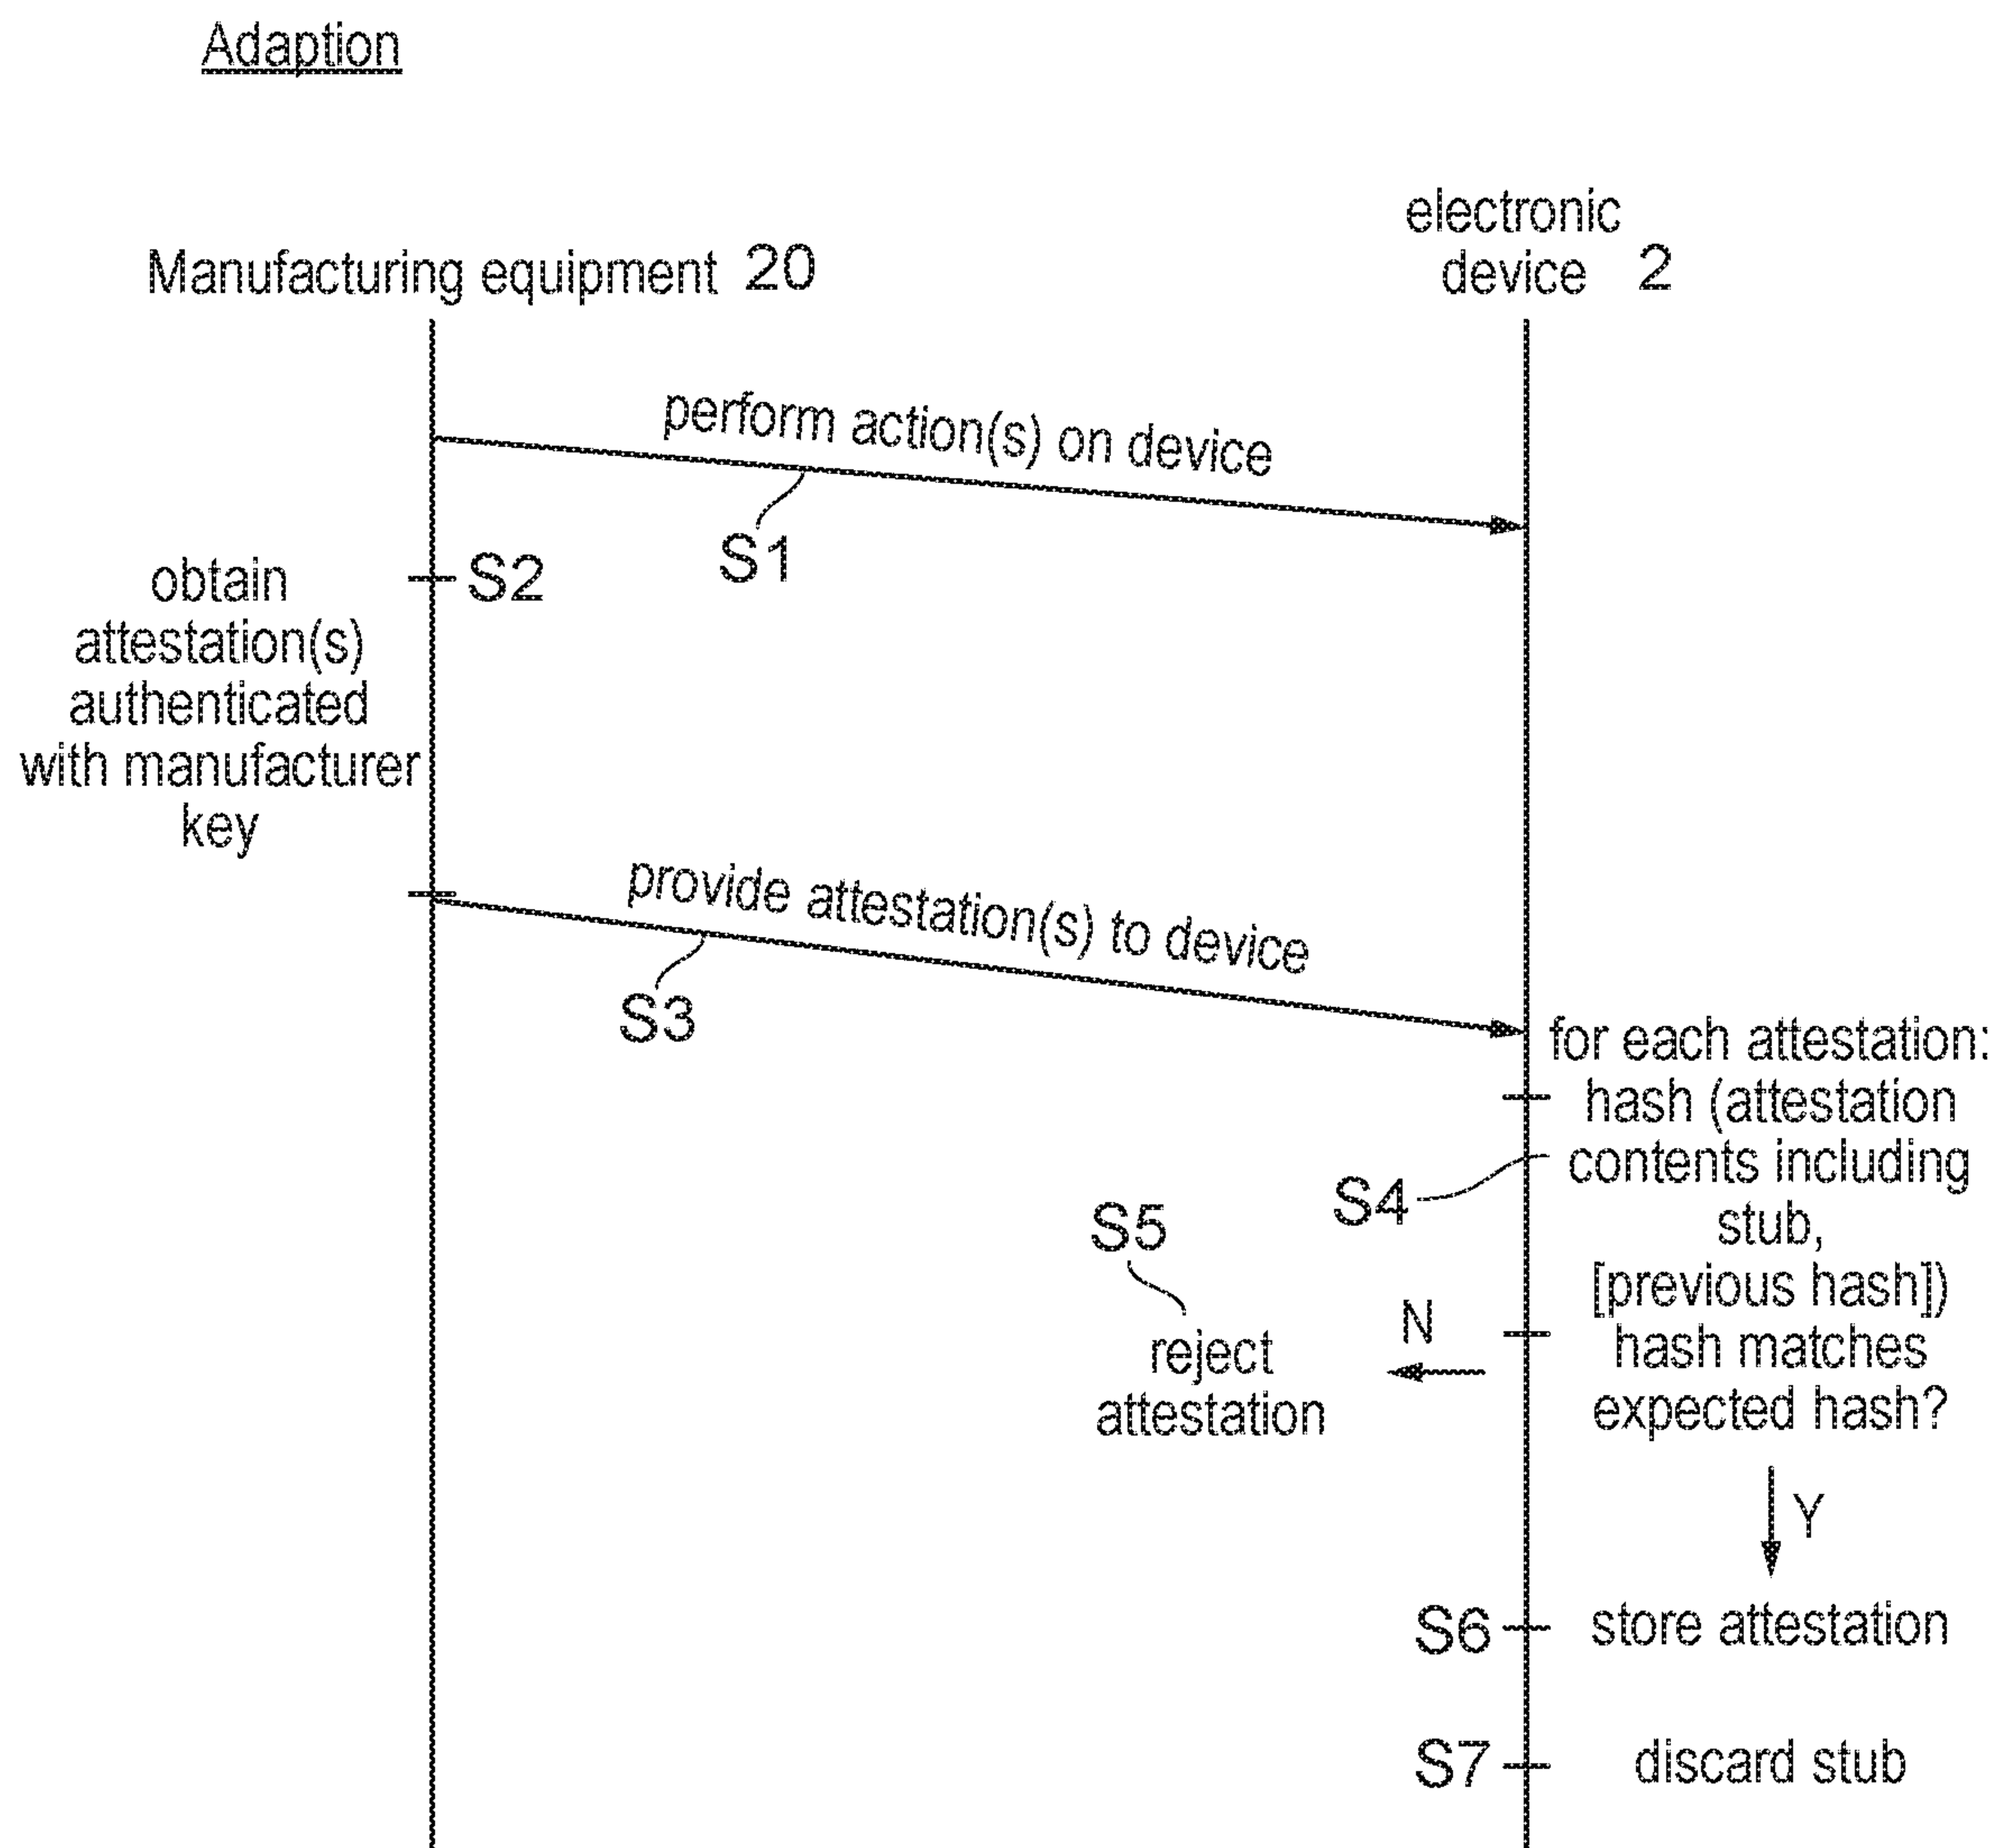 Adaption
electronic
Manufacturing equipment 20
device 2
perform action(s) on device
S1
S2
obtain
attestation(s)
authenticated
with manufacturer
key
provide attestation(s) to device
S3
for each attestation:
hash (attestation
contents including
stub,
[previous hash])
S4
hash matches
expected hash?
N
S5
reject
attestation
Y
S6
store attestation
S7
discard stub